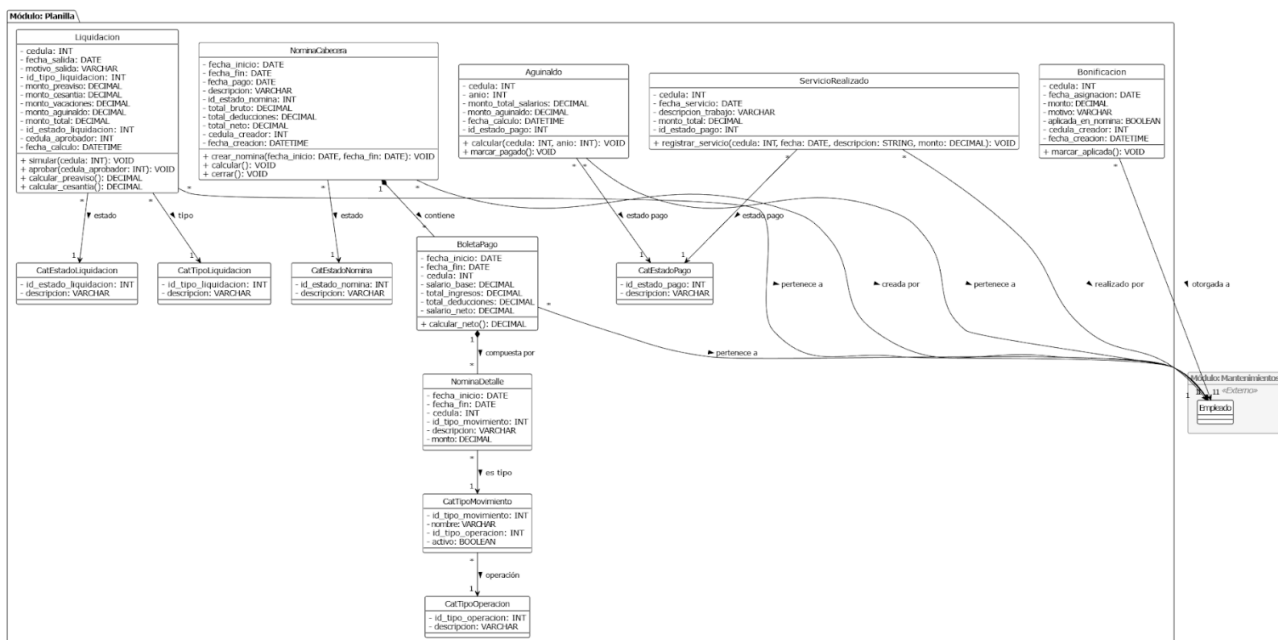 Módulo: Planilla
Liquidacion
- cedula: INT
- fecha_salida: DATE
- motivo_salida: VARCHAR
- id_tipo_liquidacion: INT
- monto_preaviso: DECIMAL
- monto_cesantia: DECIMAL
- monto_vacaciones: DECIMAL
- monto_aguinaldo: DECIMAL
- monto_total: DECIMAL
- id_estado_liquidacion: INT
- cedula_aprobador: INT
- fecha_calculo: DATETIME
+ simular(cedula: INT): VOID
+ aprobar(cedula_aprobador: INT): VOID
+ calcular_preaviso(): DECIMAL
+ calcular_cesantia(): DECIMAL
NominaCabecera
- fecha_inicio: DATE
- fecha_fin: DATE
- fecha_pago: DATE
- descripcion: VARCHAR
- id_estado_nomina: INT
- total_bruto: DECIMAL
- total_deducciones: DECIMAL
- total_neto: DECIMAL
- cedula_creador: INT
- fecha_creacion: DATETIME
+ crear_nomina(fecha_inicio: DATE, fecha_fin: DATE): VOID
+ calcular(): VOID
+ cerrar(): VOID
Aguinaldo
- cedula: INT
- anio: INT
- monto_total_salarios: DECIMAL
- monto_aguinaldo: DECIMAL
- fecha_calculo: DATETIME
- id_estado_pago: INT
+ calcular(cedula: INT, anio: INT): VOID
+ marcar_pagado(): VOID
ServicioRealizado
- cedula: INT
- fecha_servicio: DATE
- descripcion_trabajo: VARCHAR
- monto_total: DECIMAL
- id_estado_pago: INT
+ registrar_servicio(cedula: INT, fecha: DATE, descripcion: STRING, monto: DECIMAL): VOID
Bonificacion
- cedula: INT
- fecha_asignacion: DATE
- monto: DECIMAL
- motivo: VARCHAR
- aplicada_en_nomina: BOOLEAN
- cedula_creador: INT
- fecha_creacion: DATETIME
+ marcar_aplicada(): VOID
* * * * 1 * * * * * *
estado
tipo
estado
contiene
estado pago
estado pago
1 1 1 * 1 1
CatEstadoLiquidacion
- id_estado_liquidacion: INT
- descripcion: VARCHAR
CatTipoLiquidacion
- id_tipo_liquidacion: INT
- descripcion: VARCHAR
CatEstadoNomina
- id_estado_nomina: INT
- descripcion: VARCHAR
BoletaPago
- fecha_inicio: DATE
- fecha_fin: DATE
- cedula: INT
- salario_base: DECIMAL
- total_ingresos: DECIMAL
- total_deducciones: DECIMAL
- salario_neto: DECIMAL
+ calcular_neto(): DECIMAL
CatEstadoPago
- id_estado_pago: INT
- descripcion: VARCHAR
pertenece a
creada por
pertenece a
realizado por
otorgada a
*
1
compuesta por
*
pertenece a
NominaDetalle
- fecha_inicio: DATE
- fecha_fin: DATE
- cedula: INT
- id_tipo_movimiento: INT
- descripcion: VARCHAR
- monto: DECIMAL
Módulo: Mantenimientos
«Externo»
1
Empleado
*
es tipo
1
CatTipoMovimiento
- id_tipo_movimiento: INT
- nombre: VARCHAR
- id_tipo_operacion: INT
- activo: BOOLEAN
*
operación
1
CatTipoOperacion
- id_tipo_operacion: INT
- descripcion: VARCHAR